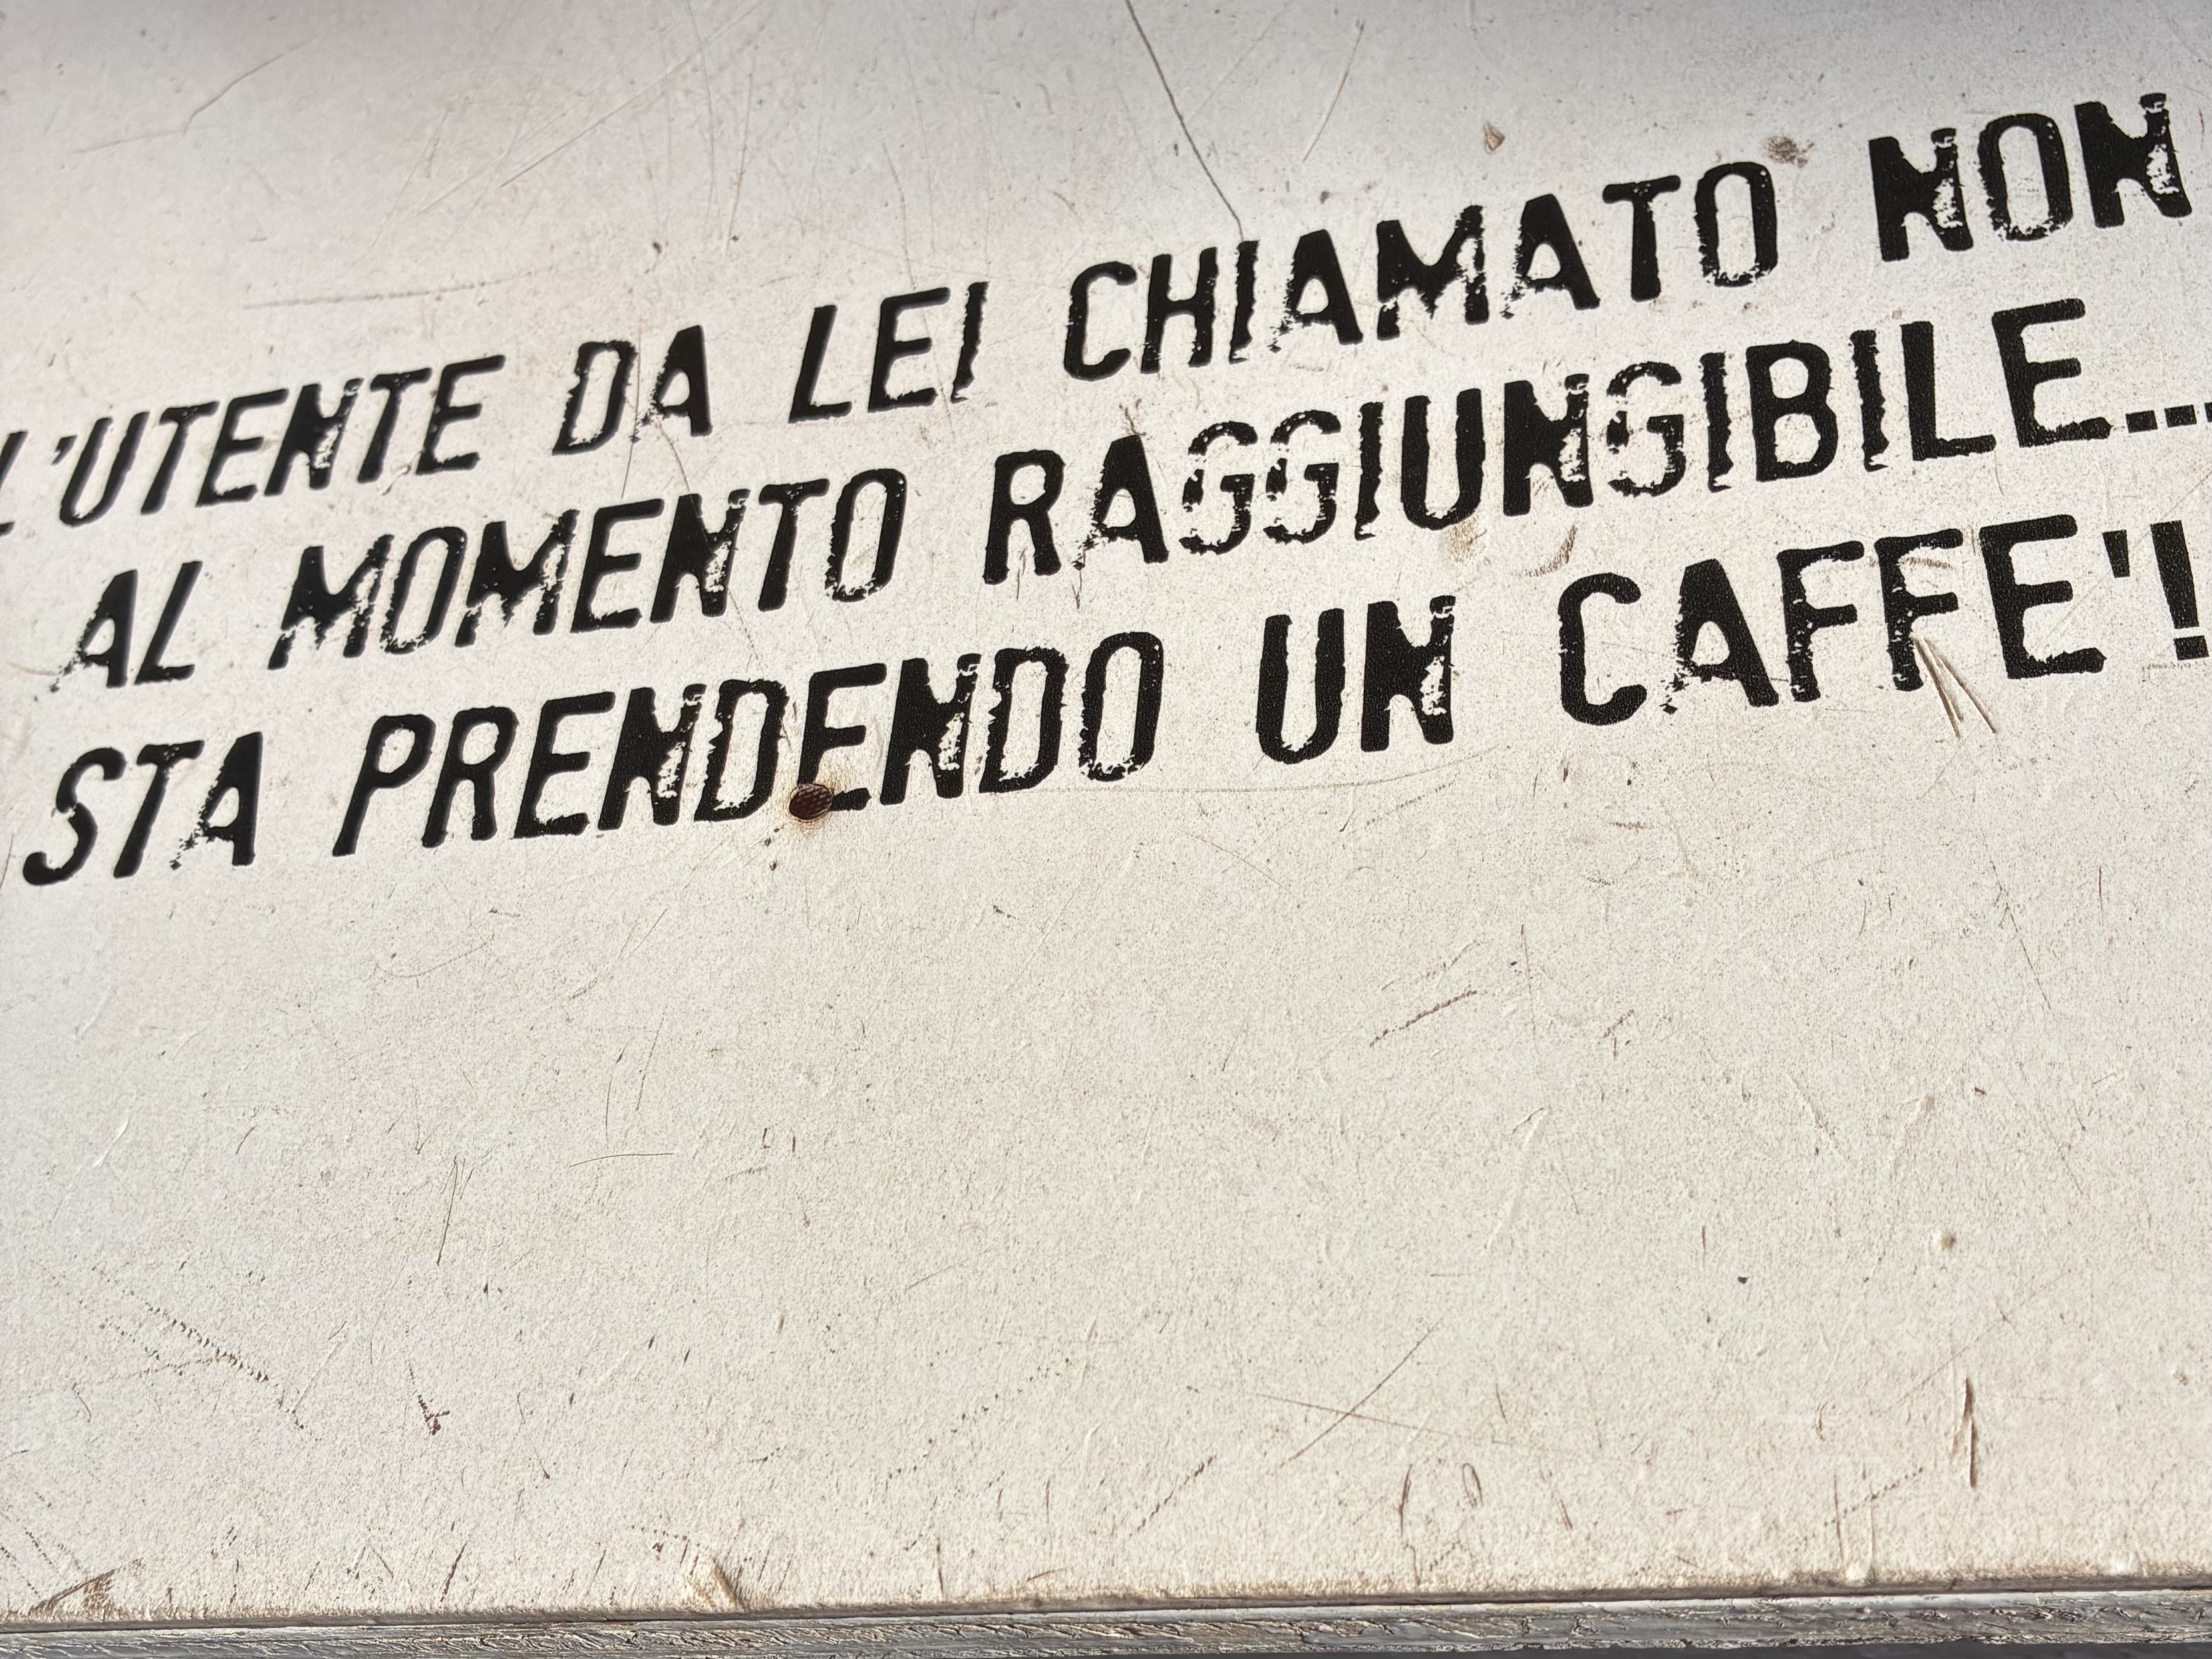 L'UTENTE DA LEI CHIAMATO NON
AL MOMENTO RAGGIUNGIBILE...
STA PRENDENDO UN CAFFE'!